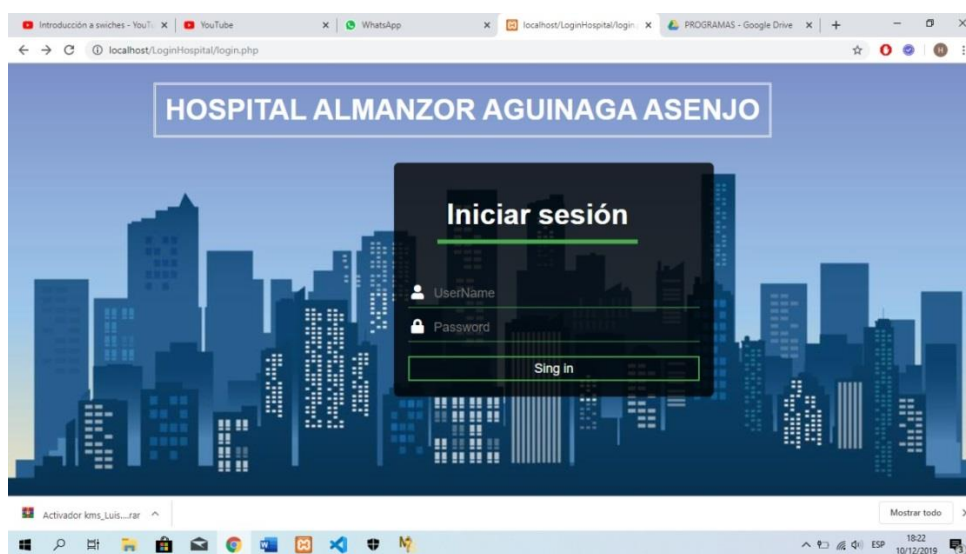 Introducción a swiches - YouTu
YouTube
WhatsApp
localhost/LoginHospital/login.
PROGRAMAS - Google Drive
localhost/LoginHospital/login.php
HOSPITAL ALMANZOR AGUINAGA ASENJO
Iniciar sesión
UserName
Password
Sing in
Activador kms_Luis....rar
Mostrar todo
ESP
18:22
10/12/2019